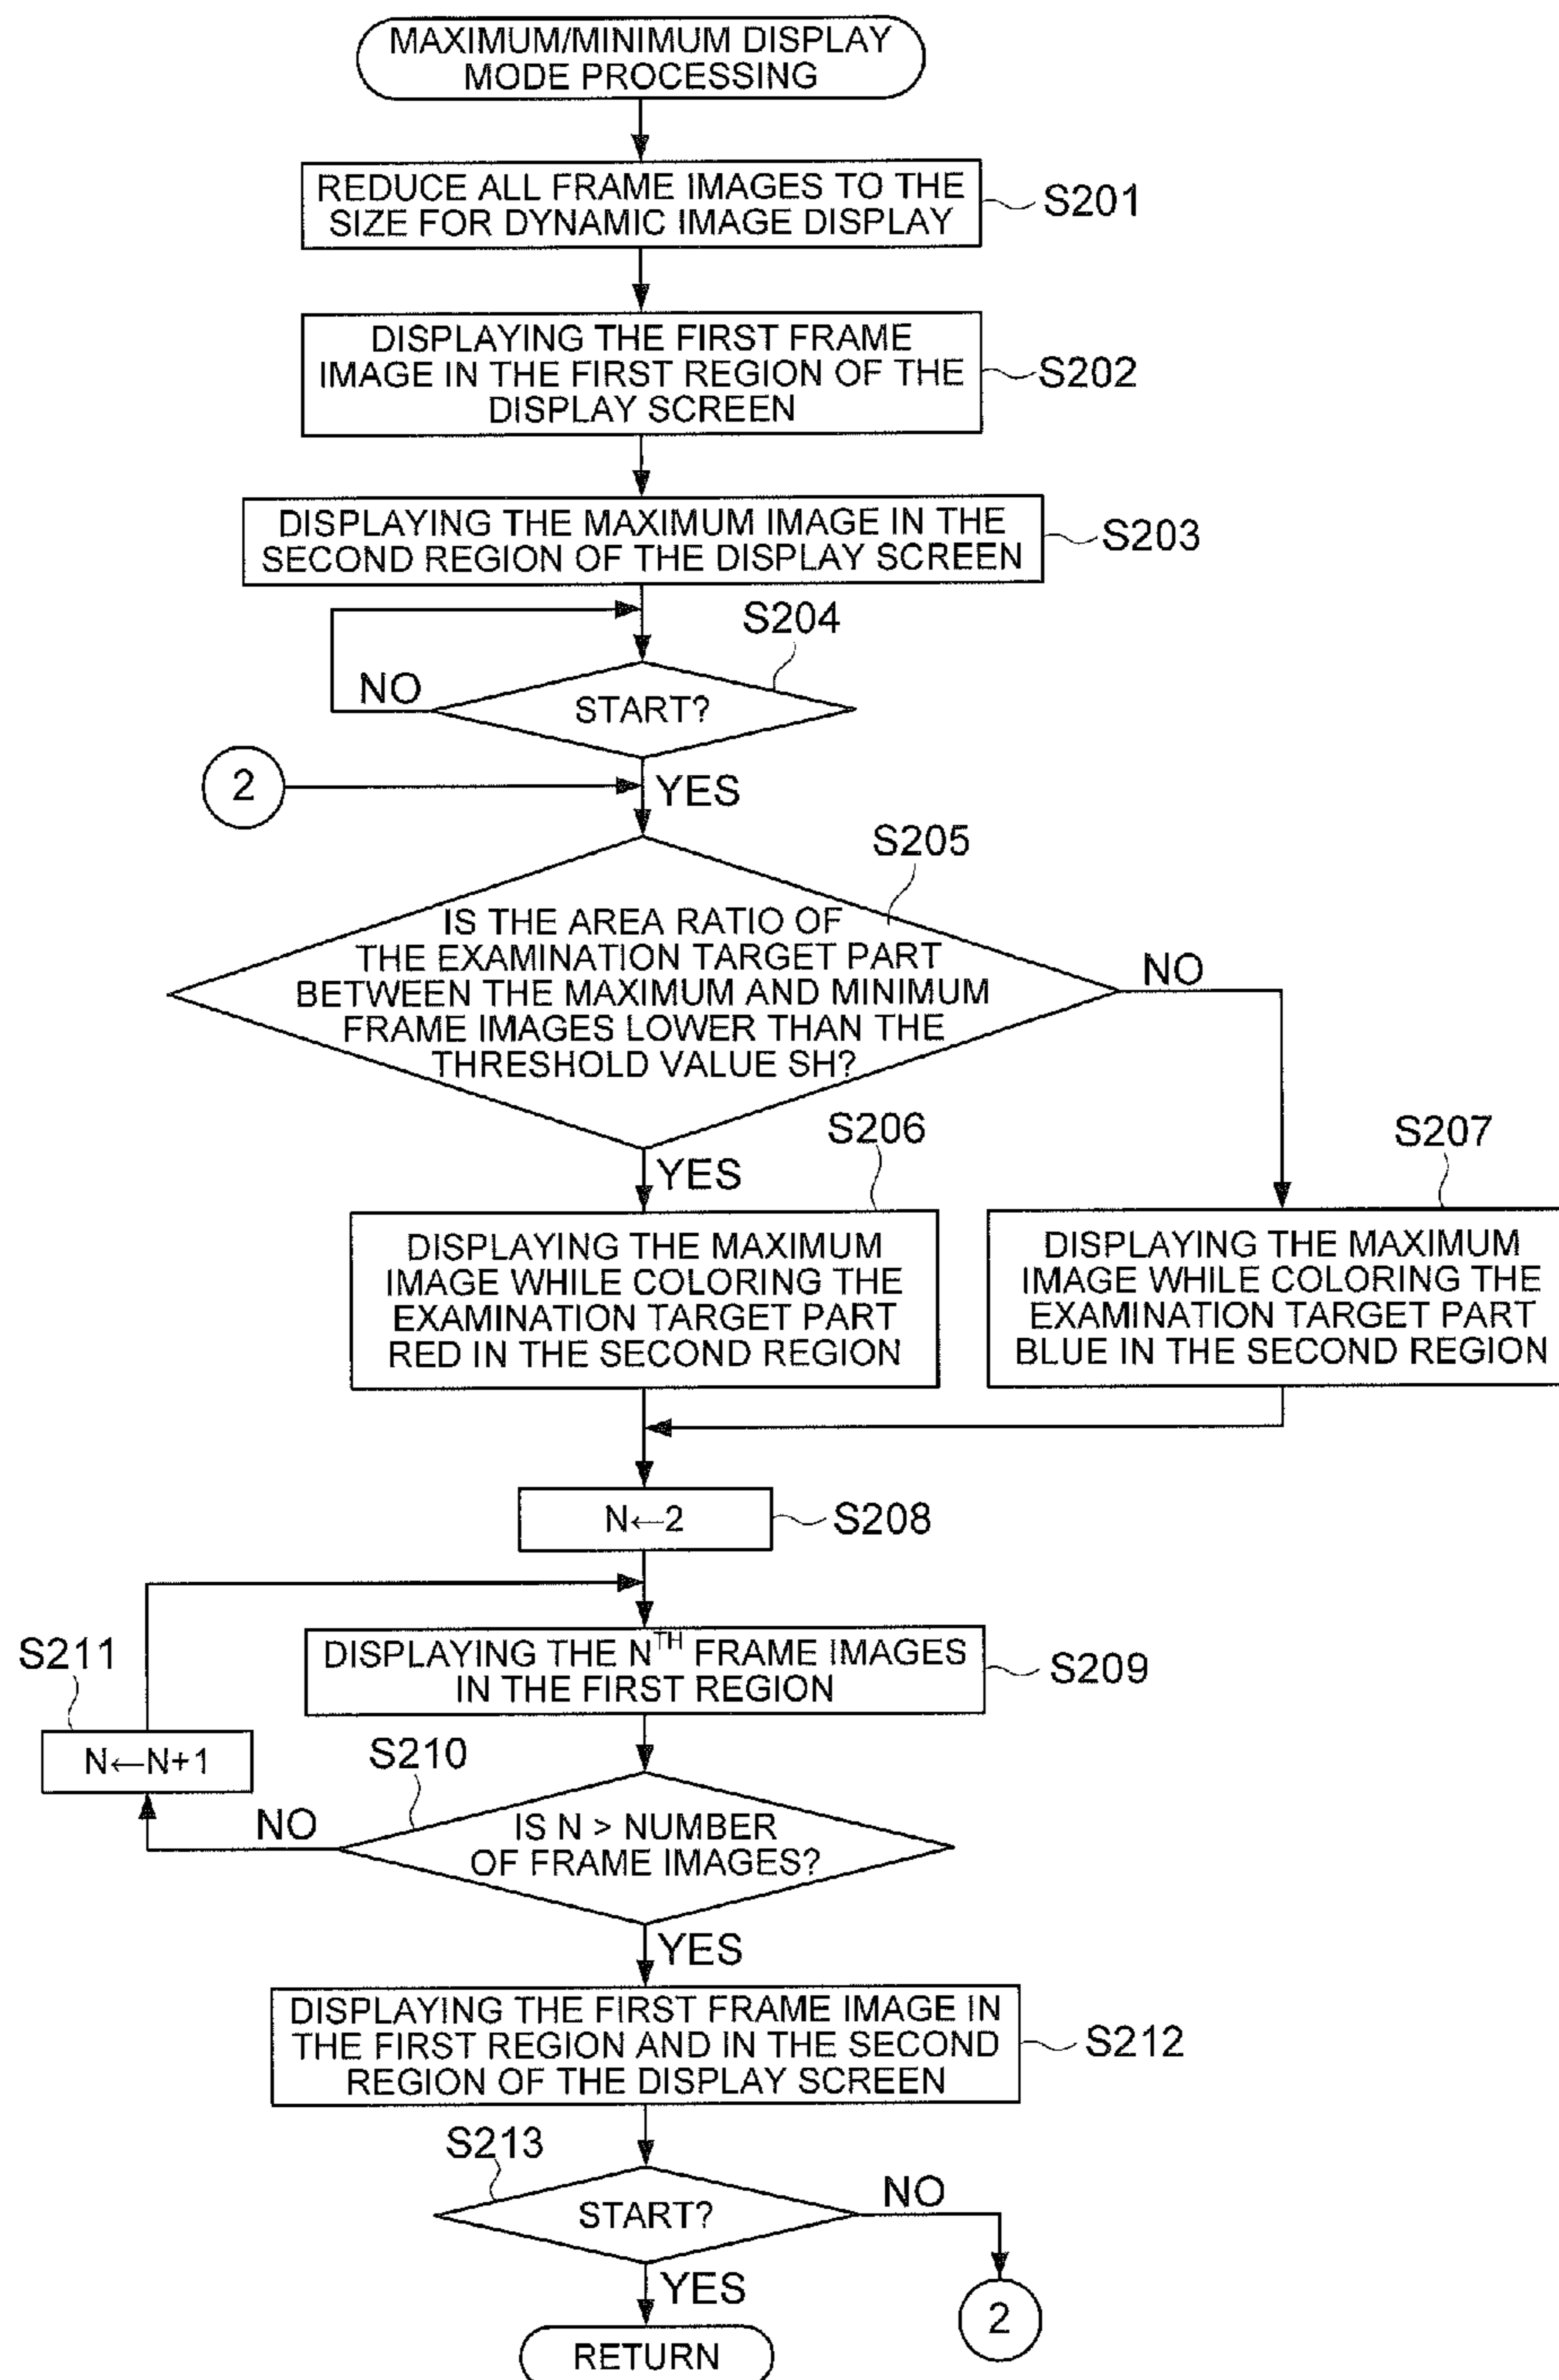 MAXIMUM/MINIMUM DISPLAY
MODE PROCESSING
REDUCE ALL FRAME IMAGES TO THE
SIZE FOR DYNAMIC IMAGE DISPLAY
S201
DISPLAYING THE FIRST FRAME
IMAGE IN THE FIRST REGION OF THE
DISPLAY SCREEN
S202
DISPLAYING THE MAXIMUM IMAGE IN THE
SECOND REGION OF THE DISPLAY SCREEN
S203
S204
NO
START?
2
YES
S205
IS THE AREA RATIO OF
THE EXAMINATION TARGET PART
BETWEEN THE MAXIMUM AND MINIMUM
FRAME IMAGES LOWER THAN THE
THRESHOLD VALUE SH?
NO
YES
S206
S207
DISPLAYING THE MAXIMUM
IMAGE WHILE COLORING THE
EXAMINATION TARGET PART
RED IN THE SECOND REGION
DISPLAYING THE MAXIMUM
IMAGE WHILE COLORING THE
EXAMINATION TARGET PART
BLUE IN THE SECOND REGION
N←2
S208
DISPLAYING THE NTH FRAME IMAGES
IN THE FIRST REGION
S209
S211
N←N+1
S210
NO
IS N > NUMBER
OF FRAME IMAGES?
YES
DISPLAYING THE FIRST FRAME IMAGE IN
THE FIRST REGION AND IN THE SECOND
REGION OF THE DISPLAY SCREEN
S212
S213
START?
NO
YES
2
RETURN